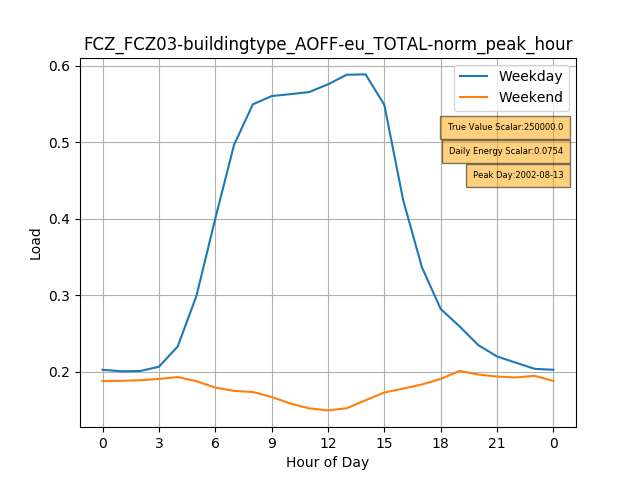 FCZ_FCZ03-buildingtype_AOFF-eu_TOTAL-norm_peak_hour
0.6
0.5
0.4
0.3
0.2
Load
Weekday
Weekend
True Value Scalar:250000.0
Daily Energy Scalar:0.0754
Peak Day:2002-08-13
0 3 6 9 12 15 18 21 0
Hour of Day